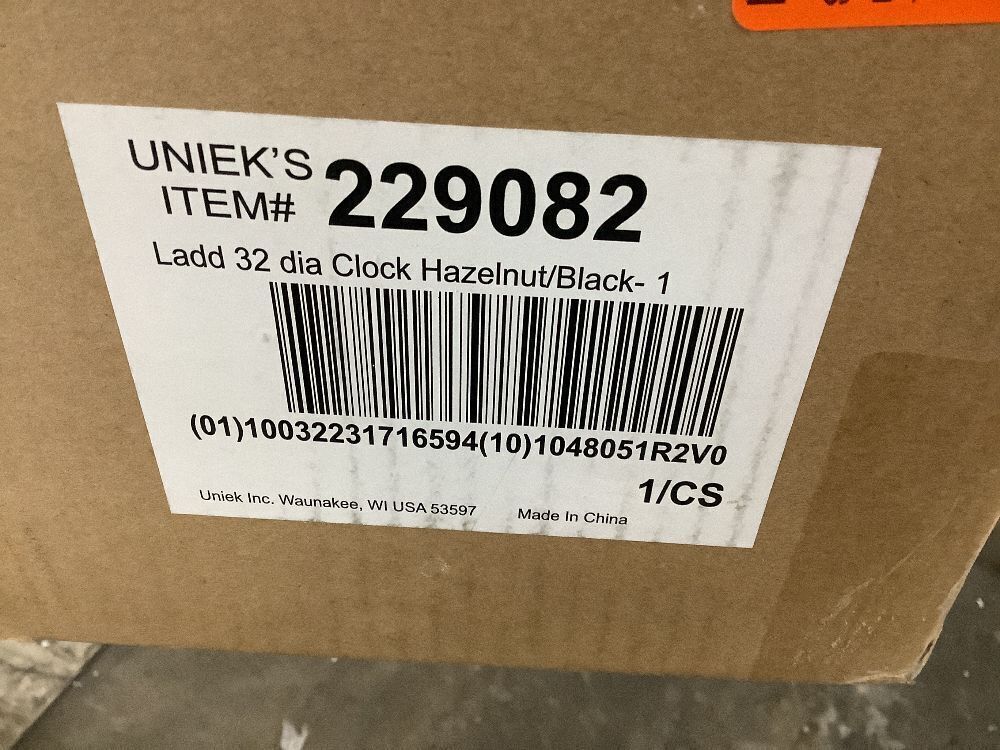 UNIEK'S
ITEM# 229082
Ladd 32 dia Clock Hazelnut/Black- 1
(01)10032231716594(10)1048051R2V0
1/CS
Uniek Inc. Waunakee, WI USA 53597 Made In China